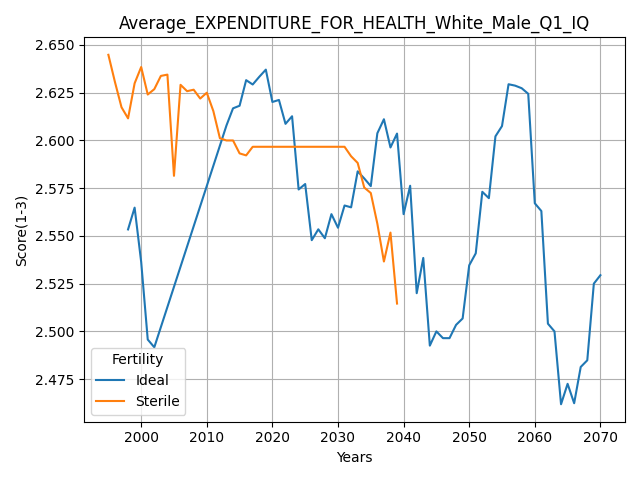 Average_EXPENDITURE_FOR_HEALTH_White_Male_Q1_IQ
Score(1-3)
2.650
2.625
2.600
2.575
2.550
2.525
2.500
2.475
Fertility
Ideal
Sterile
2000 2010 2020 2030 2040 2050 2060 2070
Years